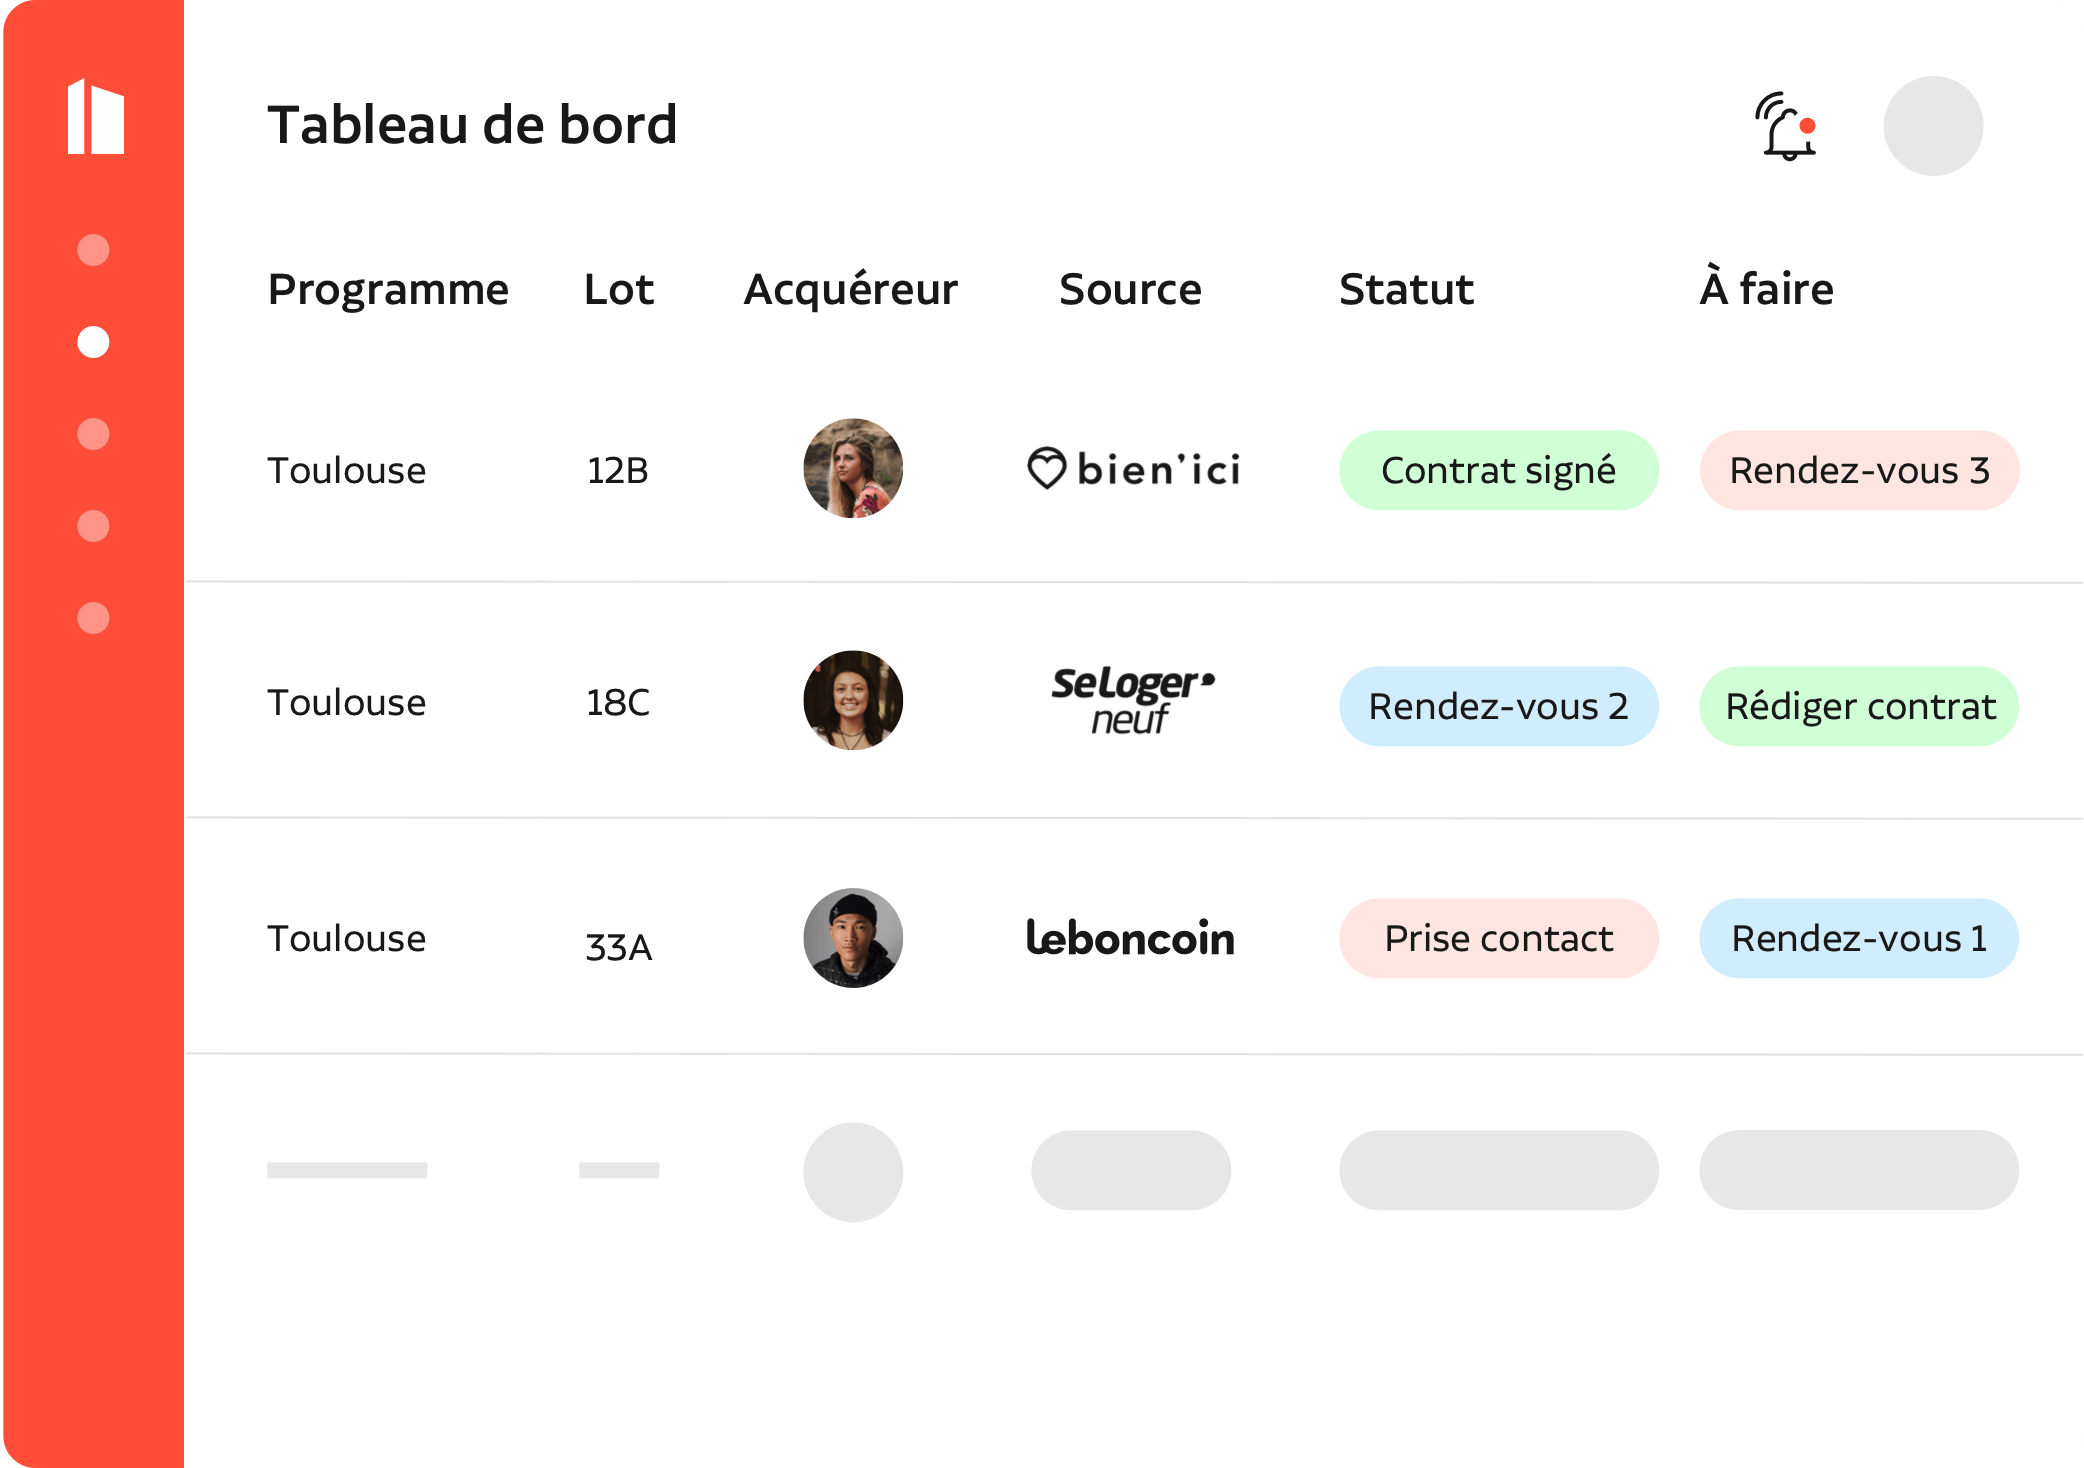 Tableau de bord
Programme Lot Acquéreur Source Statut À faire
Toulouse 12B bien'ici Contrat signé Rendez-vous 3
Toulouse 18C SeLoger neuf Rendez-vous 2 Rédiger contrat
Toulouse 33A leboncoin Prise contact Rendez-vous 1